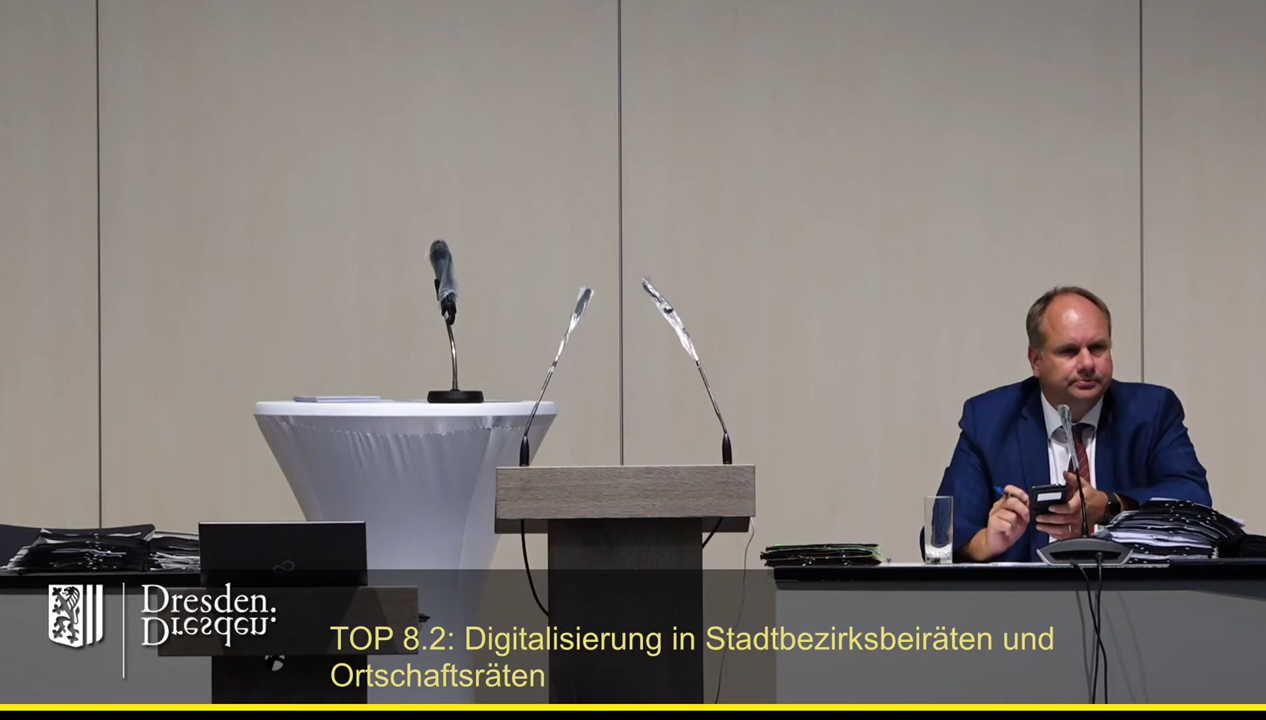 Dresden.
Dresden.
TOP 8.2: Digitalisierung in Stadtbezirksbeiräten und
Ortschaftsräten